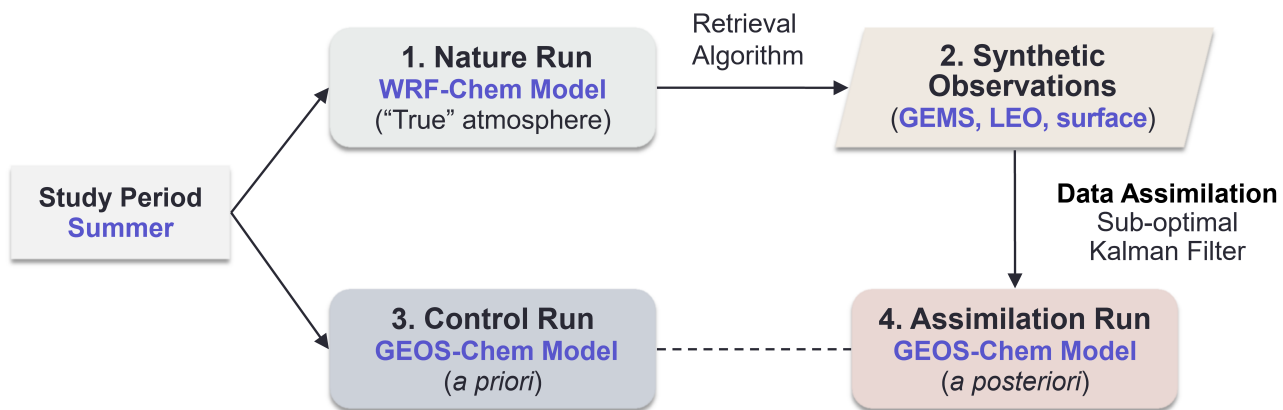 Study Period
Summer
1. Nature Run
WRF-Chem Model
(“True” atmosphere)
Retrieval
Algorithm
2. Synthetic
Observations
(GEMS, LEO, surface)
Data Assimilation
Sub-optimal
Kalman Filter
3. Control Run
GEOS-Chem Model
(a priori)
4. Assimilation Run
GEOS-Chem Model
(a posteriori)